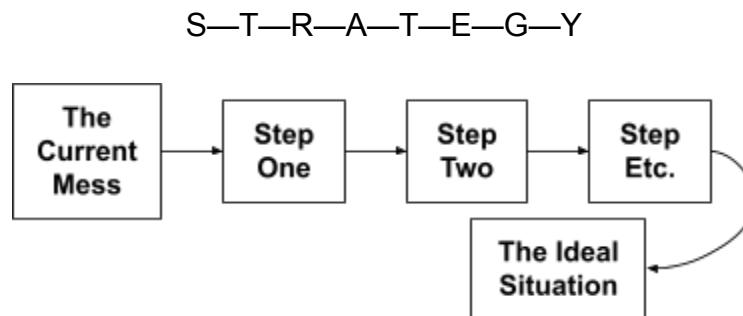 S—T—R—A—T—E—G—Y
The
Current
Mess
Step
One
Step
Two
Step
Etc.
The Ideal
Situation